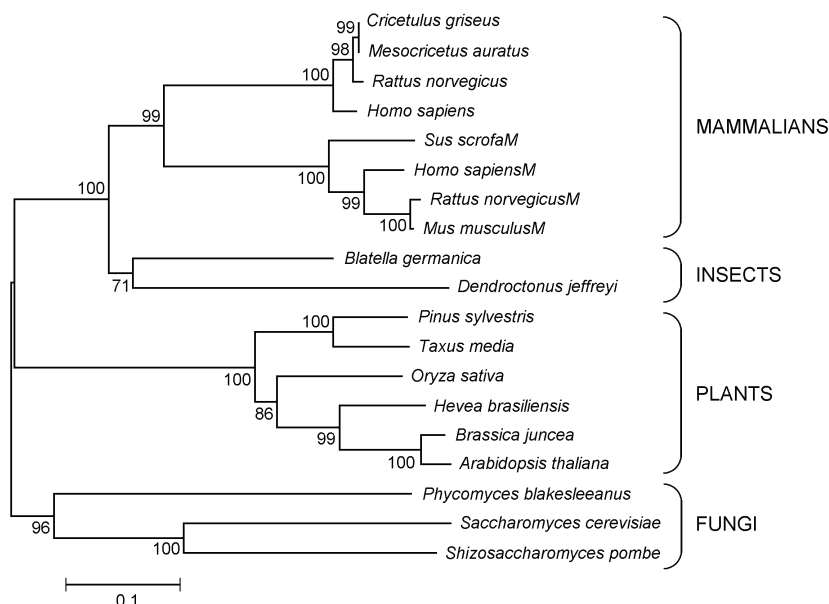 99
Cricetulus griseus
98
Mesocricetus auratus
100
Rattus norvegicus
Homo sapiens
99
Sus scrofaM
100
Homo sapiensM
99
Rattus norvegicusM
100
Mus musculusM
MAMMALIANS
100
Blatella germanica
71
Dendroctonus jeffreyi
INSECTS
100
Pinus sylvestris
Taxus media
100
Oryza sativa
86
Hevea brasiliensis
99
Brassica juncea
100
Arabidopsis thaliana
PLANTS
Phycomyces blakesleeanus
96
Saccharomyces cerevisiae
100
Shizosaccharomyces pombe
FUNGI
0.1